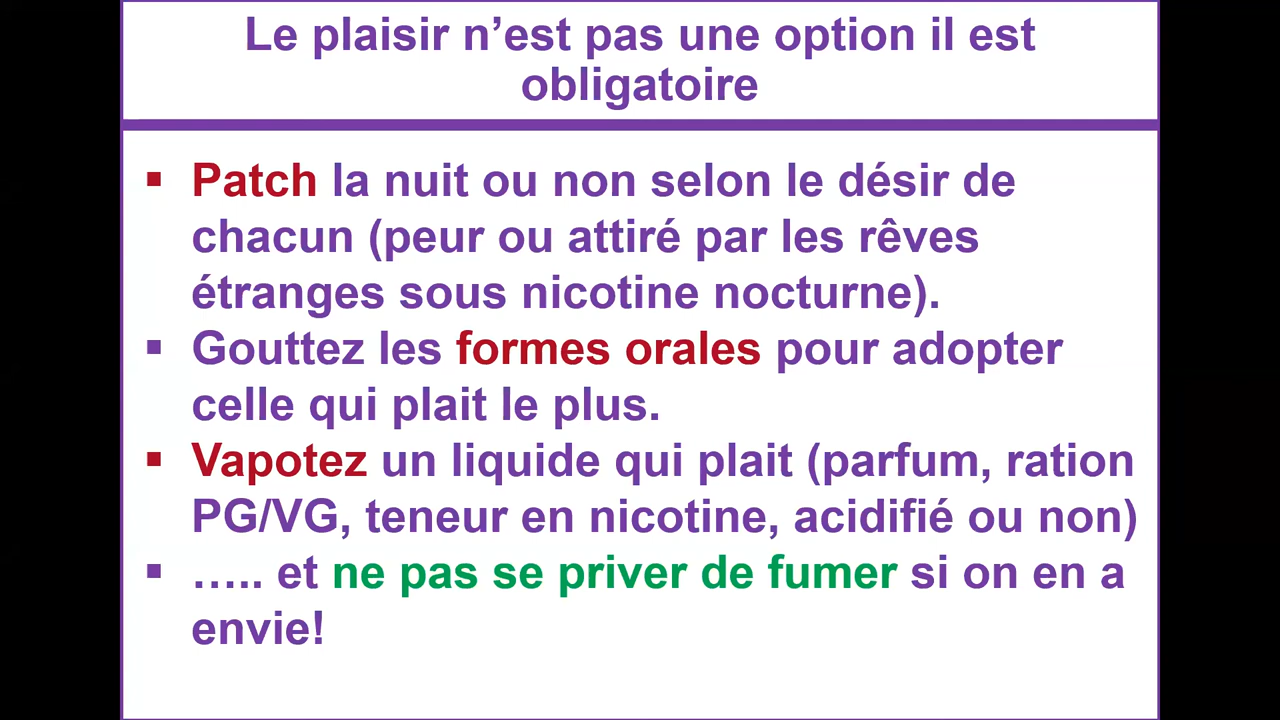 Le plaisir n’est pas une option il est
obligatoire
▪ Patch la nuit ou non selon le désir de
chacun (peur ou attiré par les rêves
étranges sous nicotine nocturne).
▪ Gouttez les formes orales pour adopter
celle qui plait le plus.
▪ Vapotez un liquide qui plait (parfum, ration
PG/VG, teneur en nicotine, acidifié ou non)
▪ ….. et ne pas se priver de fumer si on en a
envie!